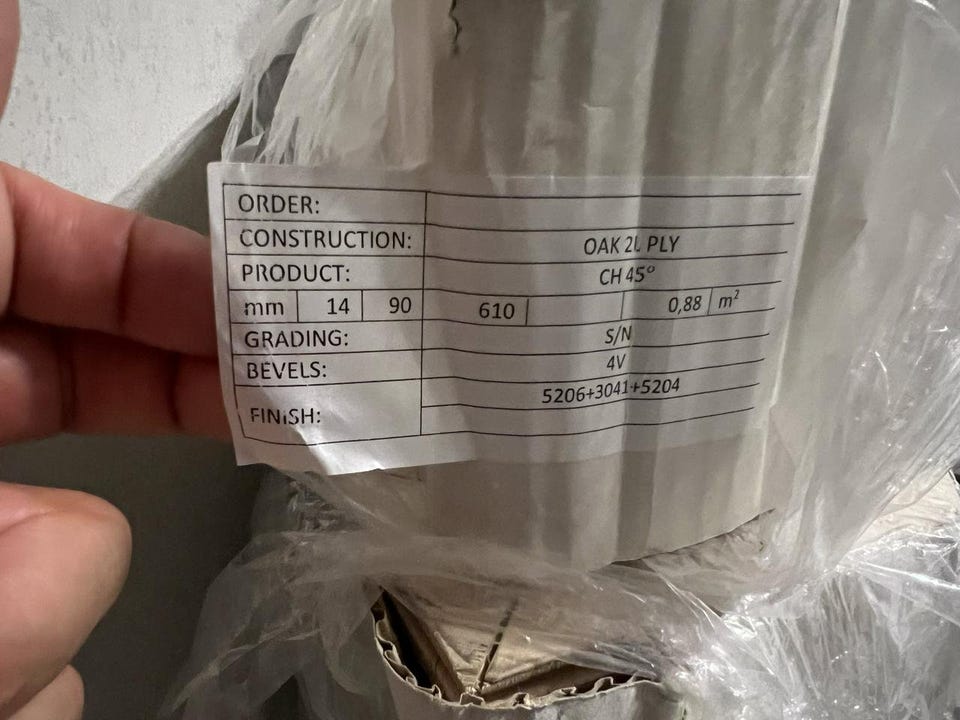 ORDER:
CONSTRUCTION: OAK 2L PLY
PRODUCT: CH 45°
mm 14 90 610 0,88 m²
GRADING: S/N
BEVELS: 4V
5206+3041+5204
FINISH: